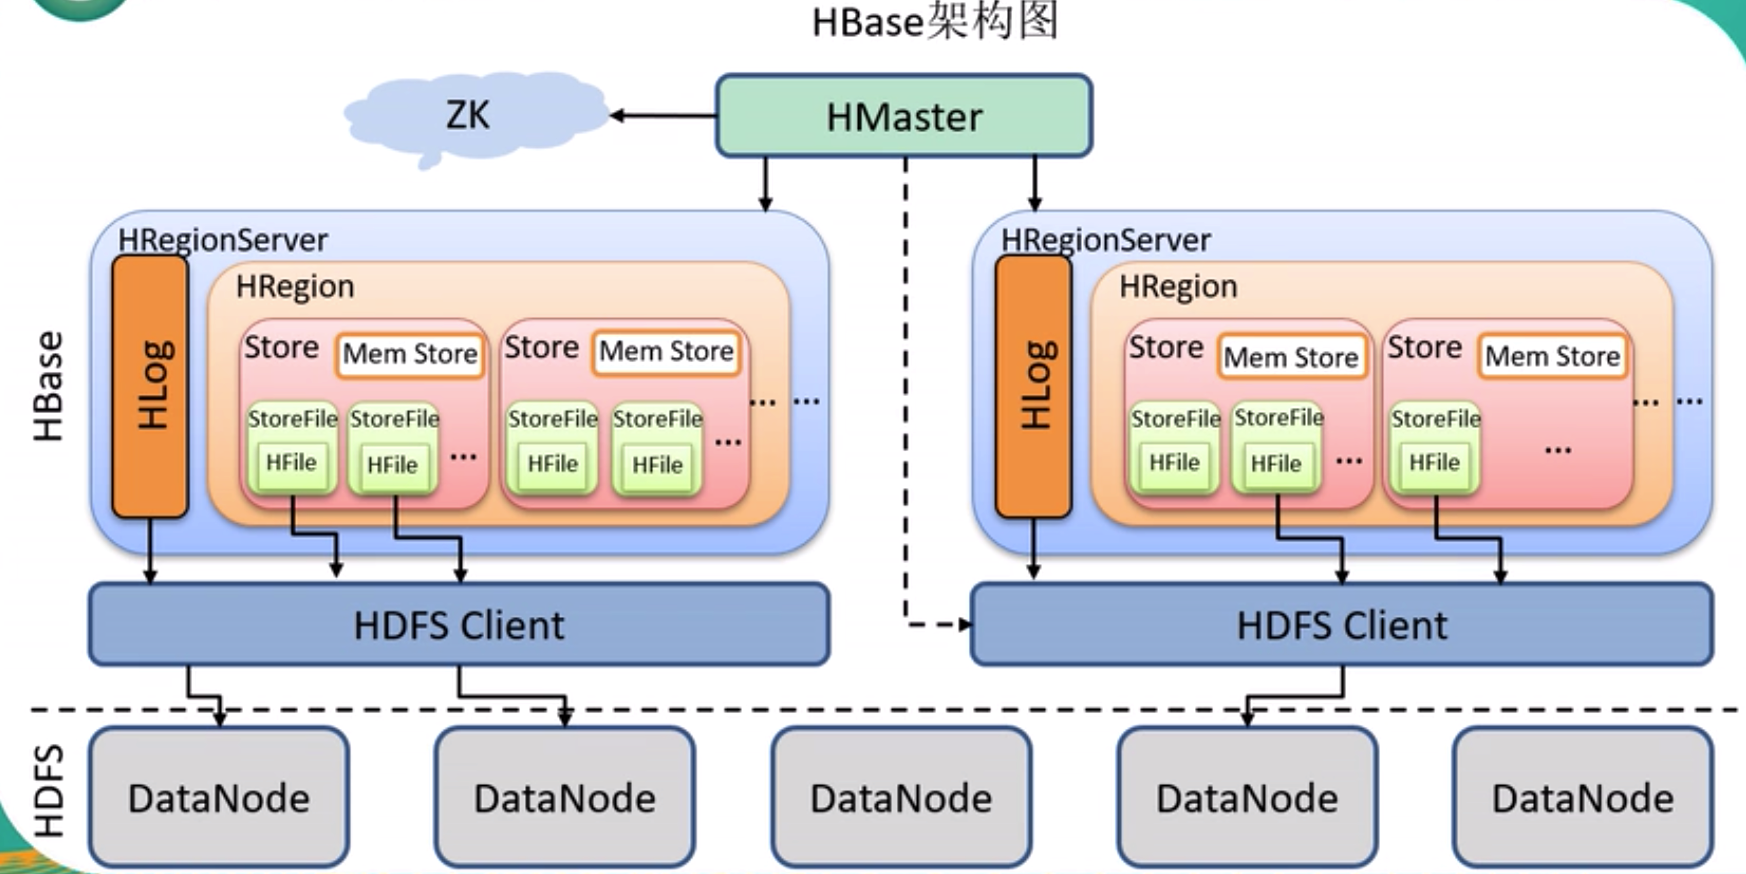 HBase架构图
ZK
HMaster
HBase
HRegionServer
HLog
HRegion
Store
Mem Store
StoreFile
HFile
StoreFile
HFile
...
Store
Mem Store
StoreFile
HFile
StoreFile
HFile
...
...
...
HRegionServer
HLog
HRegion
Store
Mem Store
StoreFile
HFile
StoreFile
HFile
...
Store
Mem Store
StoreFile
HFile
...
...
...
HDFS Client
HDFS Client
HDFS
DataNode
DataNode
DataNode
DataNode
DataNode